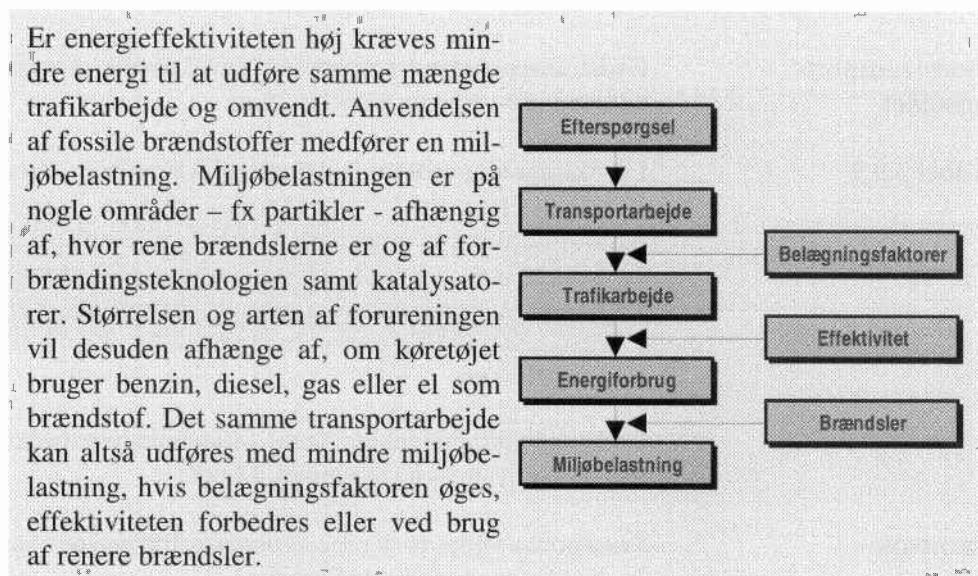 Er energieffektiviteten høj kræves min-
dre energi til at udføre samme mængde
trafikarbejde og omvendt. Anvendelsen
af fossile brændstoffer medfører en mil-
jøbelastning. Miljøbelastningen er på
nogle områder – fx partikler - afhængig
af, hvor rene brændslerne er og af for-
brændingsteknologien samt katalysato-
rer. Størrelsen og arten af forureningen
vil desuden afhænge af, om køretøjet
bruger benzin, diesel, gas eller el som
brændstof. Det samme transportarbejde
kan altså udføres med mindre miljøbe-
lastning, hvis belægningsfaktoren øges,
effektiviteten forbedres eller ved brug
af renere brændsler.
Efterspørgsel
Transportarbejde
Belægningsfaktorer
Trafikarbejde
Effektivitet
Energiforbrug
Brændsler
Miljøbelastning